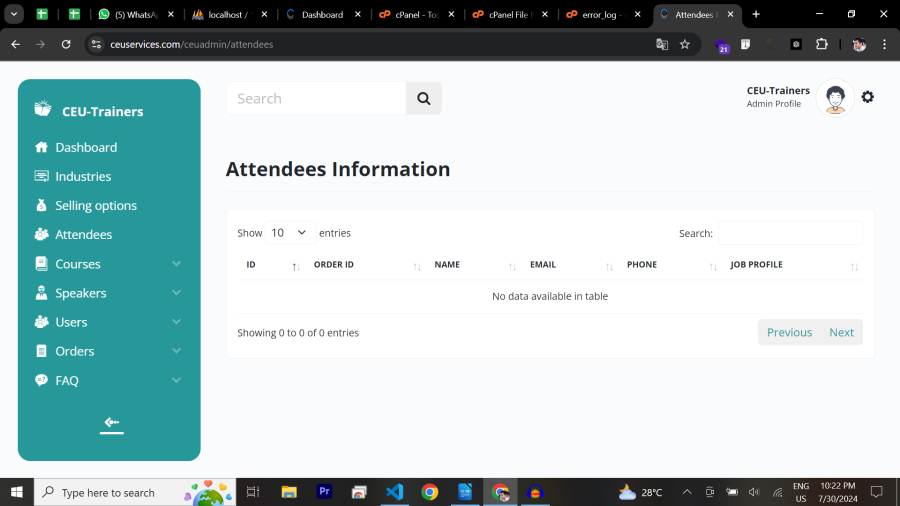 (5) WhatsA
localhost /
Dashboard
cPanel - Too
cPanel File M
error_log -
Attendees I
ceuservices.com/ceuadmin/attendees
21
CEU-Trainers
Dashboard
Industries
Selling options
Attendees
Courses
Speakers
Users
Orders
FAQ
Search
CEU-Trainers
Admin Profile
Attendees Information
Show 10 entries
Search:
ID ORDER ID NAME EMAIL PHONE JOB PROFILE
No data available in table
Showing 0 to 0 of 0 entries
Previous Next
Type here to search
Pr
28°C
ENG
US
10:22 PM
7/30/2024